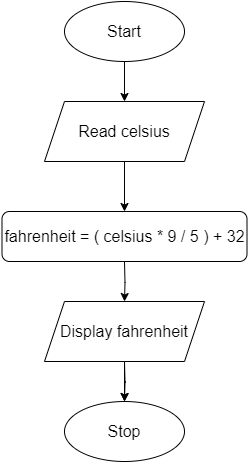 Start
Read celsius
fahrenheit = ( celsius * 9 / 5 ) + 32
Display fahrenheit
Stop